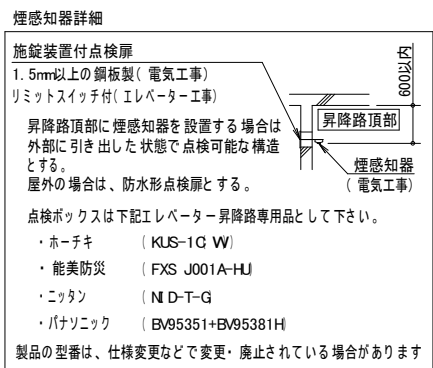 煙感知器詳細
施錠装置付点検扉
1.5mm以上の鋼板製(電気工事)
リミットスイッチ付(エレベーター工事)
600以内
昇降路頂部
昇降路頂部に煙感知器を設置する場合は
外部に引き出した状態で点検可能な構造
とする。
屋外の場合は、防水形点検扉とする。
煙感知器
(電気工事)
点検ボックスは下記エレベーター昇降路専用品として下さい。
・ホーチキ (KUS-1C,W)
・能美防災 (FXSJ001A-HU)
・ニッタン (NID-T-G)
・パナソニック (BV95351+BV95381H)
製品の型番は、仕様変更などで変更・廃止されている場合があります